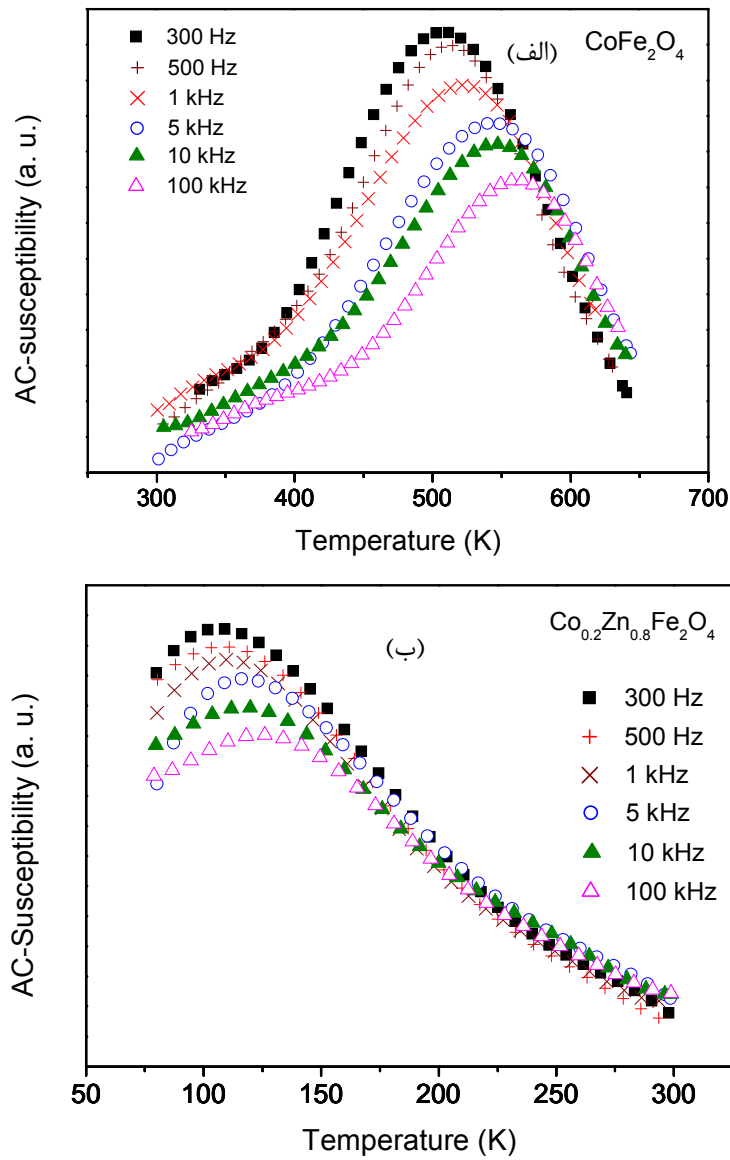 (الف)
CoFe₂O₄
300 Hz
500 Hz
1 kHz
5 kHz
10 kHz
100 kHz
AC-susceptibility (a. u.)
300 400 500 600 700
Temperature (K)
(ب)
Co₀.₂Zn₀.₈Fe₂O₄
300 Hz
500 Hz
1 kHz
5 kHz
10 kHz
100 kHz
AC-Susceptibility (a. u.)
50 100 150 200 250 300
Temperature (K)